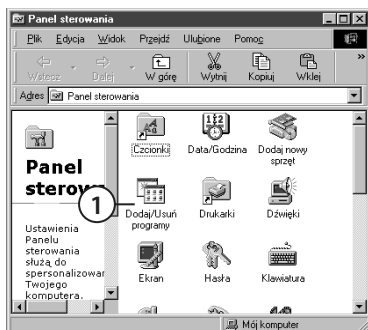 Panel sterowania
Plik Edycja Widok Przejdź Ulubione Pomoc
Wstecz Dalej W górę Wytnij Kopiuj Wklej »
Adres Panel sterowania
Panel
sterowa
Ustawienia
Panelu
sterowania
służą do
spersonalizowar
Twojego
komputera.
Czcionki Data/Godzina Dodaj nowy
sprzęt
1
Dodaj/Usuń
programy Drukarki Dźwięki
Ekran Hasła Klawiatura
Mój komputer